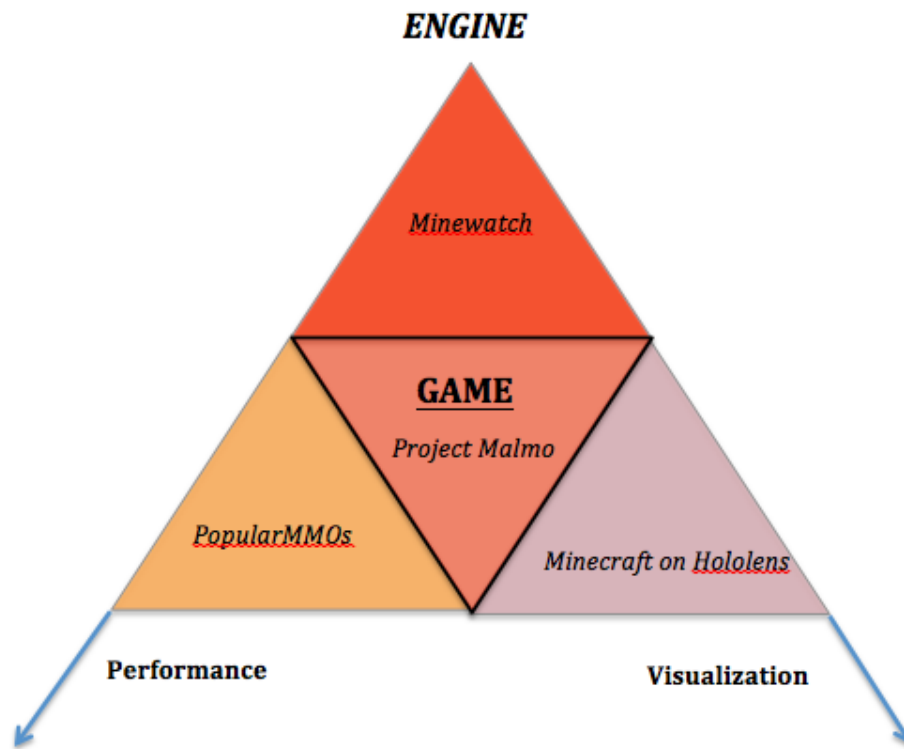 ENGINE
Minewatch
GAME
Project Malmo
PopularMMOs
Minecraft on Hololens
Performance
Visualization